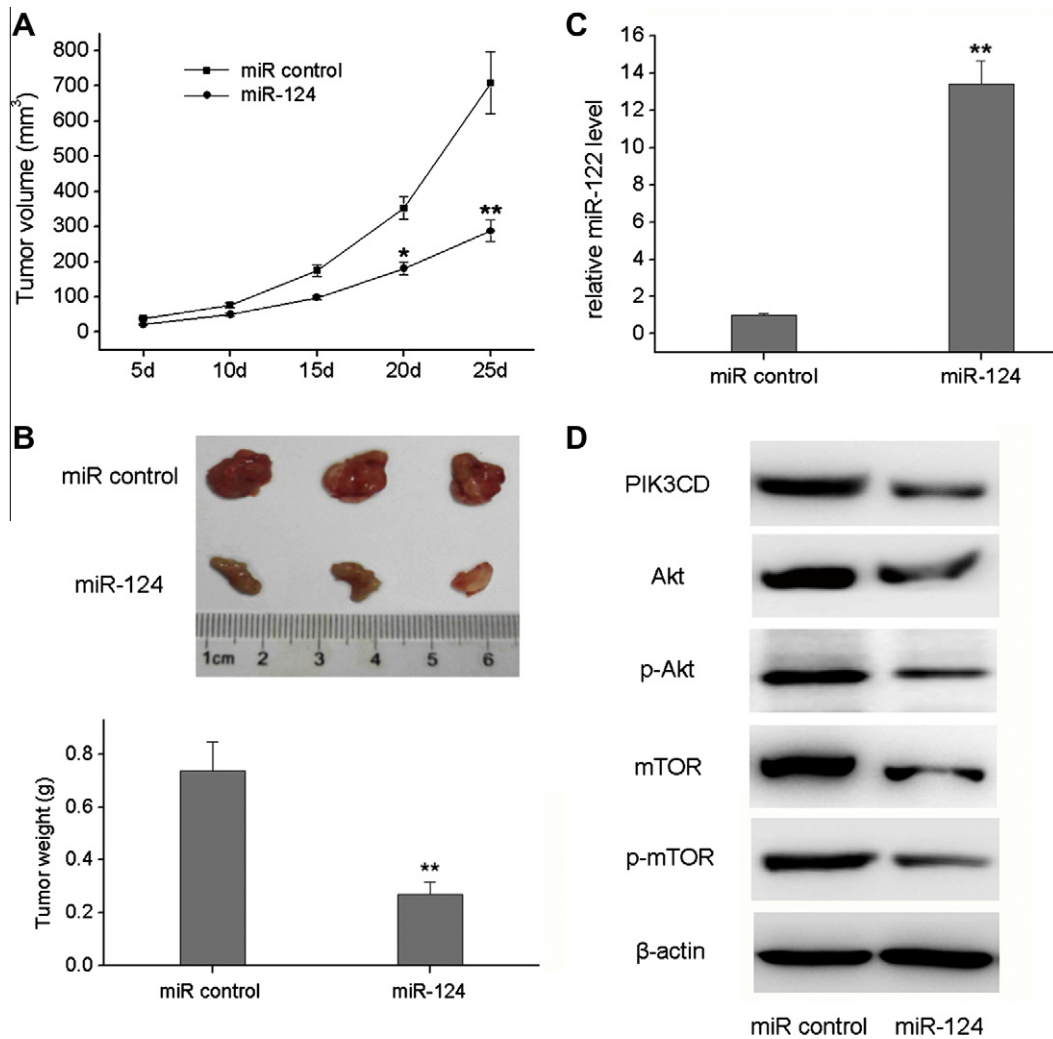 A
Tumor volume (mm³)
800
700
600
500
400
300
200
100
0
miR control
miR-124
*
**
5d 10d 15d 20d 25d
B
miR control
miR-124
1cm 2 3 4 5 6
Tumor weight (g)
0.8
0.6
0.4
0.2
0.0
**
miR control miR-124
C
relative miR-122 level
16
14
12
10
8
6
4
2
0
**
miR control miR-124
D
PIK3CD
Akt
p-Akt
mTOR
p-mTOR
β-actin
miR control miR-124